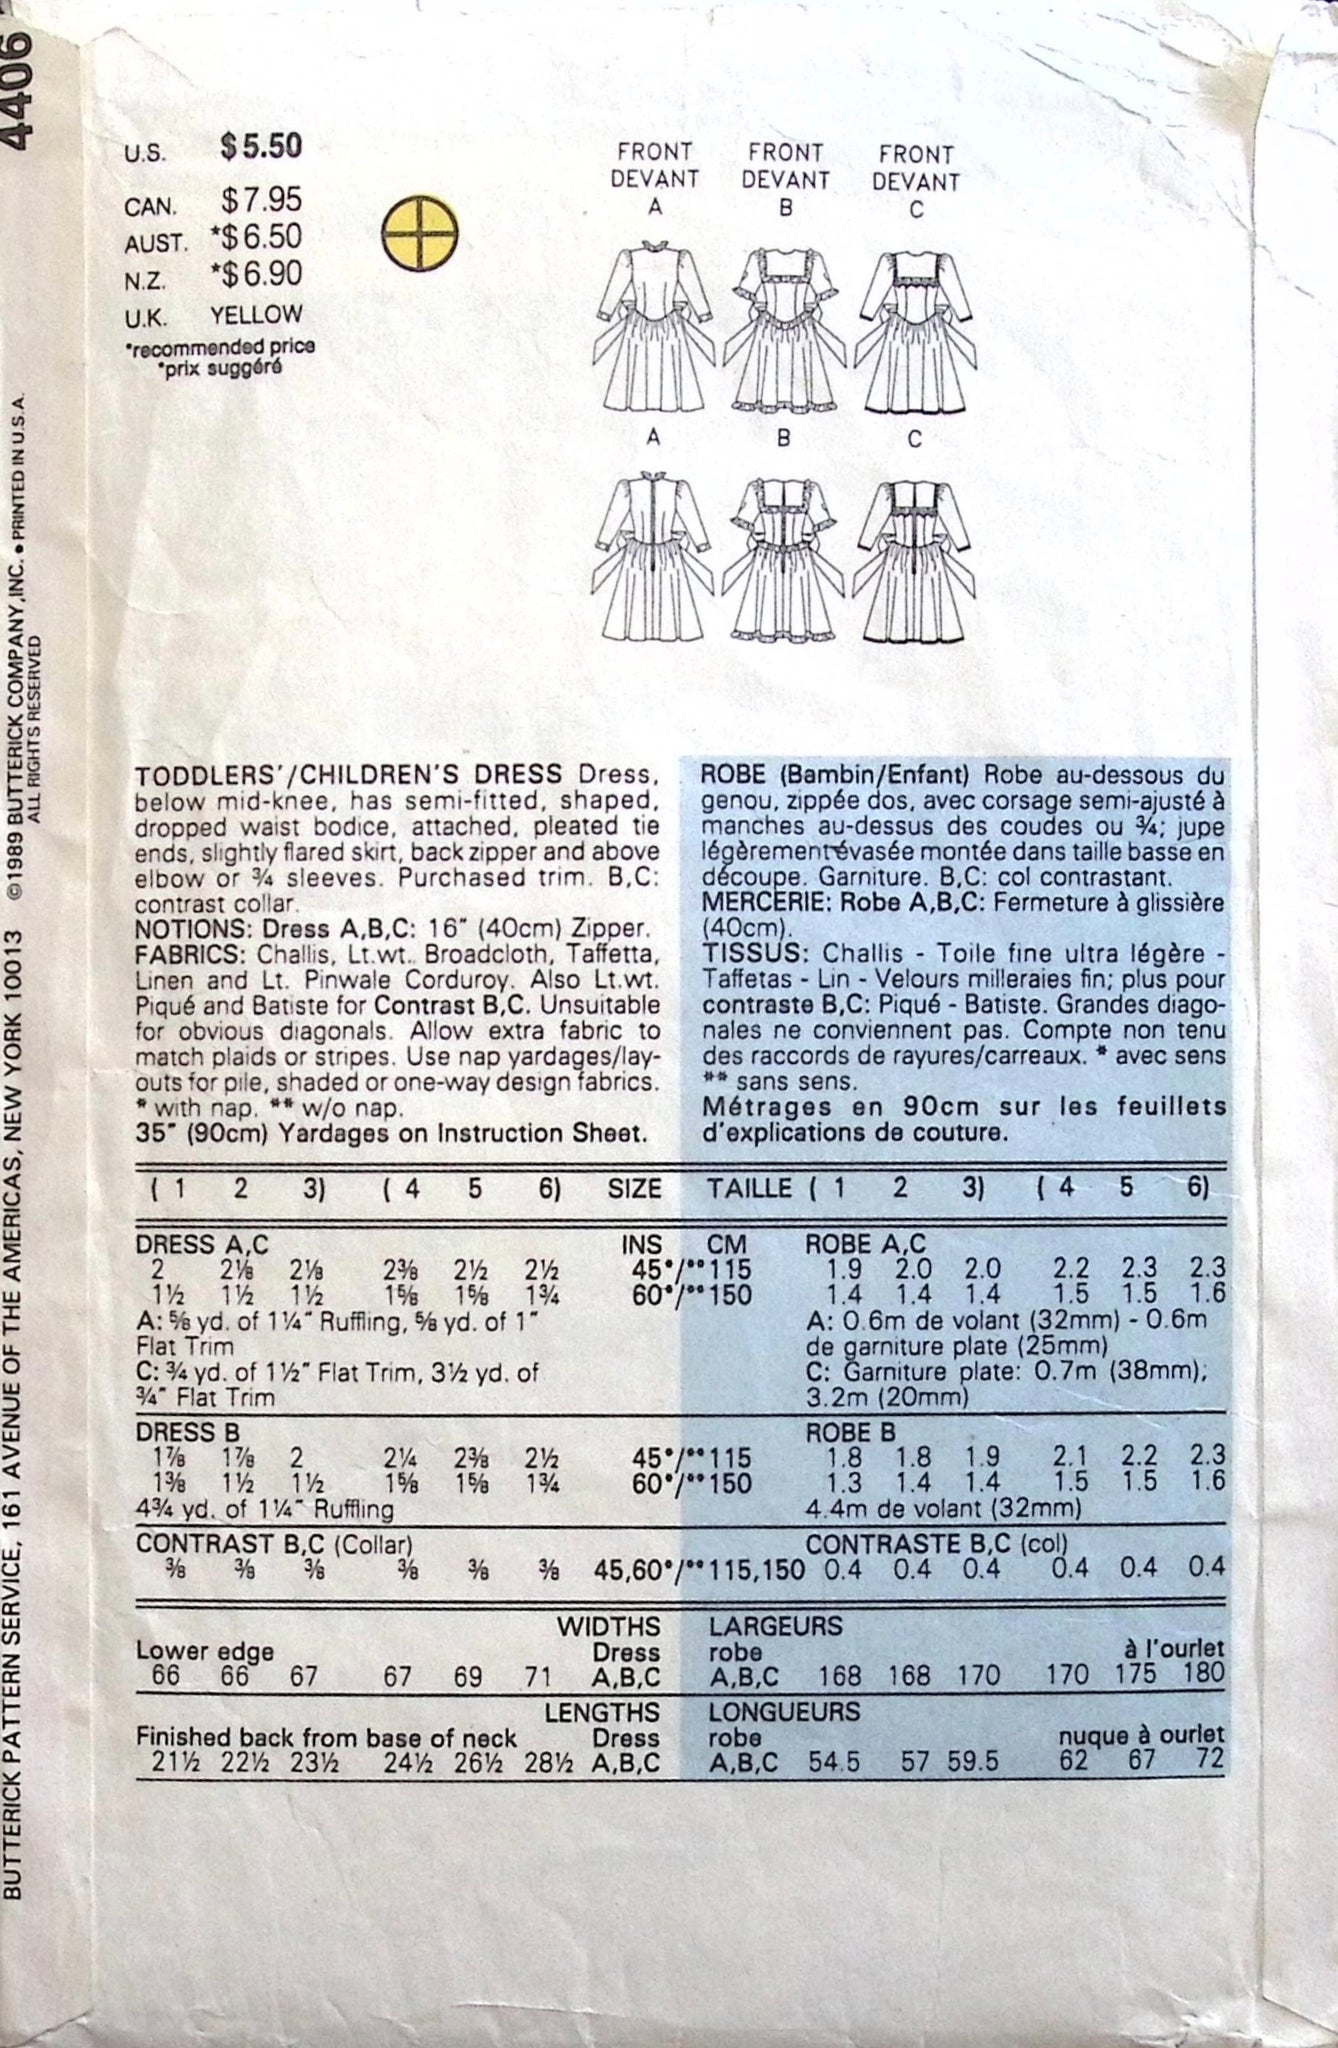 4406
BUTTERICK PATTERN SERVICE, 161 AVENUE OF THE AMERICAS, NEW YORK 10013 ©1989 BUTTERICK COMPANY, INC. • PRINTED IN U.S.A.
ALL RIGHTS RESERVED
U.S. $5.50
CAN. $7.95
AUST. *$6.50
N.Z. *$6.90
U.K. YELLOW
*recommended price
*prix suggéré
FRONT FRONT FRONT
DEVANT DEVANT DEVANT
A B C
A B C
TODDLERS'/CHILDREN'S DRESS Dress,
below mid-knee, has semi-fitted, shaped,
dropped waist bodice, attached, pleated tie
ends, slightly flared skirt, back zipper and above
elbow or ¾ sleeves. Purchased trim. B,C:
contrast collar.
NOTIONS: Dress A,B,C: 16" (40cm) Zipper.
FABRICS: Challis, Lt.wt. Broadcloth, Taffetta,
Linen and Lt. Pinwale Corduroy. Also Lt.wt.
Piqué and Batiste for Contrast B,C. Unsuitable
for obvious diagonals. Allow extra fabric to
match plaids or stripes. Use nap yardages/lay-
outs for pile, shaded or one-way design fabrics.
* with nap. ** w/o nap.
35" (90cm) Yardages on Instruction Sheet.
ROBE (Bambin/Enfant) Robe au-dessous du
genou, zippée dos, avec corsage semi-ajusté à
manches au-dessus des coudes ou ¾; jupe
légèrement évasée montée dans taille basse en
découpe. Garniture. B,C: col contrastant.
MERCERIE: Robe A,B,C: Fermeture à glissière
(40cm).
TISSUS: Challis - Toile fine ultra légère -
Taffetas - Lin - Velours milleraies fin; plus pour
contraste B,C: Piqué - Batiste. Grandes diago-
nales ne conviennent pas. Compte non tenu
des raccords de rayures/carreaux. * avec sens
** sans sens.
Métrages en 90cm sur les feuillets
d'explications de couture.
( 1 2 3) ( 4 5 6) SIZE TAILLE ( 1 2 3) ( 4 5 6)
DRESS A,C INS CM ROBE A,C
2 2⅛ 2⅛ 2⅜ 2½ 2½ 45*/**115 1.9 2.0 2.0 2.2 2.3 2.3
1½ 1½ 1½ 1⅝ 1⅝ 1¾ 60*/**150 1.4 1.4 1.4 1.5 1.5 1.6
A: ⅝ yd. of 1¼" Ruffling, ⅝ yd. of 1"
Flat Trim
C: ¾ yd. of 1½" Flat Trim, 3½ yd. of
¾" Flat Trim
A: 0.6m de volant (32mm) - 0.6m
de garniture plate (25mm)
C: Garniture plate: 0.7m (38mm);
3.2m (20mm)
DRESS B ROBE B
1⅞ 1⅞ 2 2¼ 2⅜ 2½ 45*/**115 1.8 1.8 1.9 2.1 2.2 2.3
1⅜ 1½ 1½ 1⅝ 1⅝ 1¾ 60*/**150 1.3 1.4 1.4 1.5 1.5 1.6
4¾ yd. of 1¼" Ruffling 4.4m de volant (32mm)
CONTRAST B,C (Collar) CONTRASTE B,C (col)
⅜ ⅜ ⅜ ⅜ ⅜ ⅜ 45,60*/**115,150 0.4 0.4 0.4 0.4 0.4 0.4
WIDTHS LARGEURS
Lower edge Dress robe à l'ourlet
66 66 67 67 69 71 A,B,C A,B,C 168 168 170 170 175 180
LENGTHS LONGUEURS
Finished back from base of neck Dress robe nuque à ourlet
21½ 22½ 23½ 24½ 26½ 28½ A,B,C A,B,C 54.5 57 59.5 62 67 72